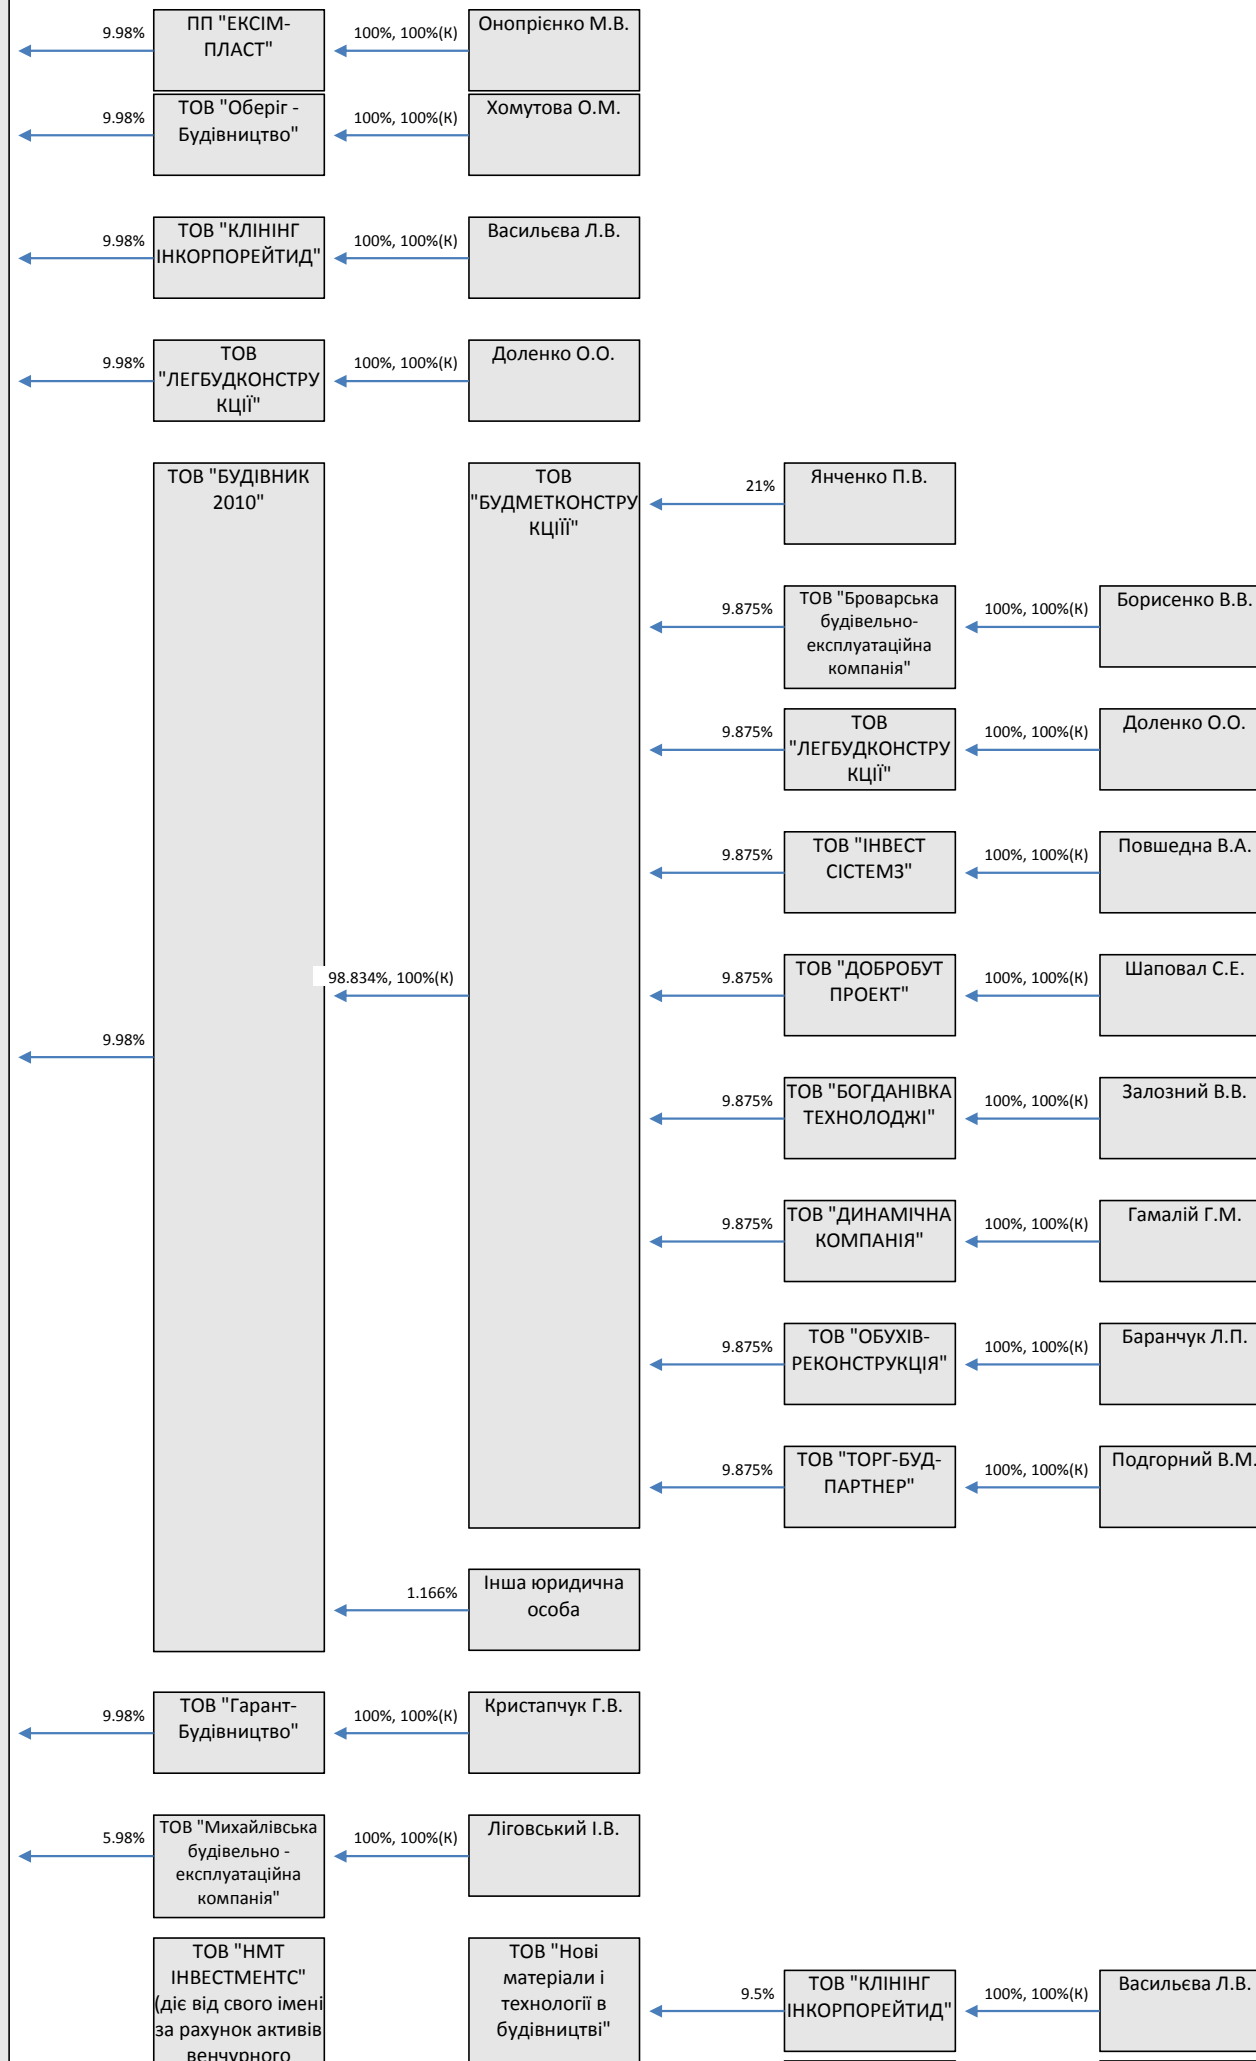 9.98%
ПП "ЕКСІМ-
ПЛАСТ"
100%, 100%(К)
Онопрієнко М.В.
9.98%
ТОВ "Оберіг -
Будівництво"
100%, 100%(К)
Хомутова О.М.
9.98%
ТОВ "КЛІНІНГ
ІНКОРПОРЕЙТИД"
100%, 100%(К)
Васильєва Л.В.
9.98%
ТОВ
"ЛЕГБУДКОНСТРУ
КЦІЇ"
100%, 100%(К)
Доленко О.О.
9.98%
ТОВ "БУДІВНИК
2010"
98.834%, 100%(К)
ТОВ
"БУДМЕТКОНСТРУ
КЦІЇЇ"
21%
Янченко П.В.
9.875%
ТОВ "Броварська
будівельно-
експлуатаційна
компанія"
100%, 100%(К)
Борисенко В.В.
9.875%
ТОВ
"ЛЕГБУДКОНСТРУ
КЦІЇ"
100%, 100%(К)
Доленко О.О.
9.875%
ТОВ "ІНВЕСТ
СІСТЕМЗ"
100%, 100%(К)
Повшедна В.А.
9.875%
ТОВ "ДОБРОБУТ
ПРОЕКТ"
100%, 100%(К)
Шаповал С.Е.
9.875%
ТОВ "БОГДАНІВКА
ТЕХНОЛОДЖІ"
100%, 100%(К)
Залозний В.В.
9.875%
ТОВ "ДИНАМІЧНА
КОМПАНІЯ"
100%, 100%(К)
Гамалій Г.М.
9.875%
ТОВ "ОБУХІВ-
РЕКОНСТРУКЦІЯ"
100%, 100%(К)
Баранчук Л.П.
9.875%
ТОВ "ТОРГ-БУД-
ПАРТНЕР"
100%, 100%(К)
Подгорний В.М.
1.166%
Інша юридична
особа
9.98%
ТОВ "Гарант-
Будівництво"
100%, 100%(К)
Кристапчук Г.В.
5.98%
ТОВ "Михайлівська
будівельно -
експлуатаційна
компанія"
100%, 100%(К)
Ліговський І.В.
ТОВ "НМТ
ІНВЕСТМЕНТС"
(діє від свого імені
за рахунок активів
венчурного
ТОВ "Нові
матеріали і
технології в
будівництві"
9.5%
ТОВ "КЛІНІНГ
ІНКОРПОРЕЙТИД"
100%, 100%(К)
Васильєва Л.В.